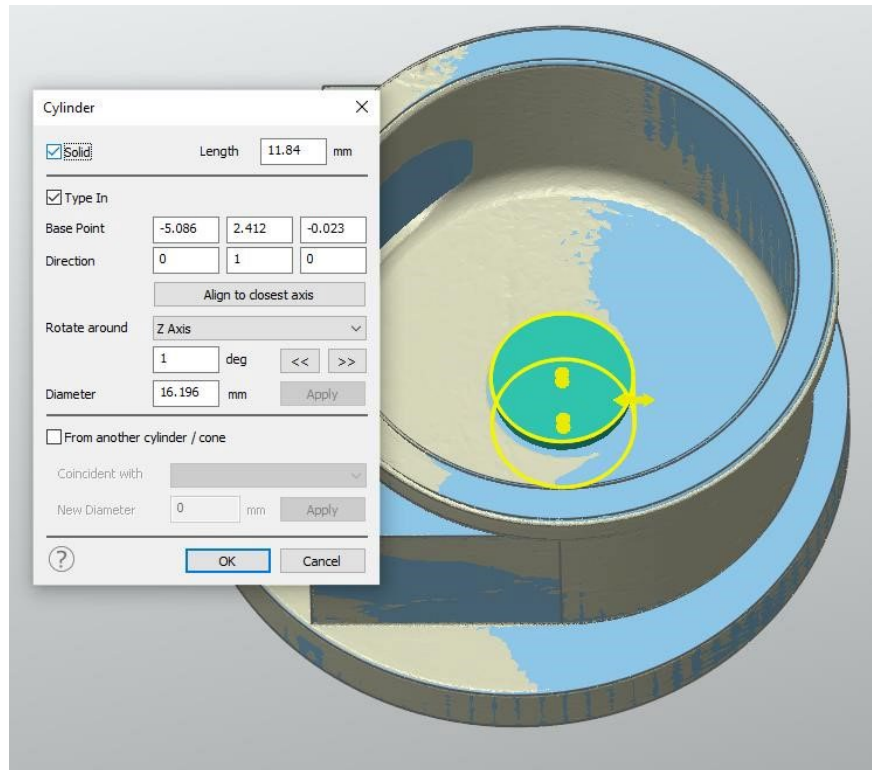 Cylinder
Solid Length 11.84 mm
Type In
Base Point -5.086 2.412 -0.023
Direction 0 1 0
Align to closest axis
Rotate around Z Axis
1 deg << >>
Diameter 16.196 mm Apply
From another cylinder / cone
Coincident with
New Diameter 0 mm Apply
? OK Cancel